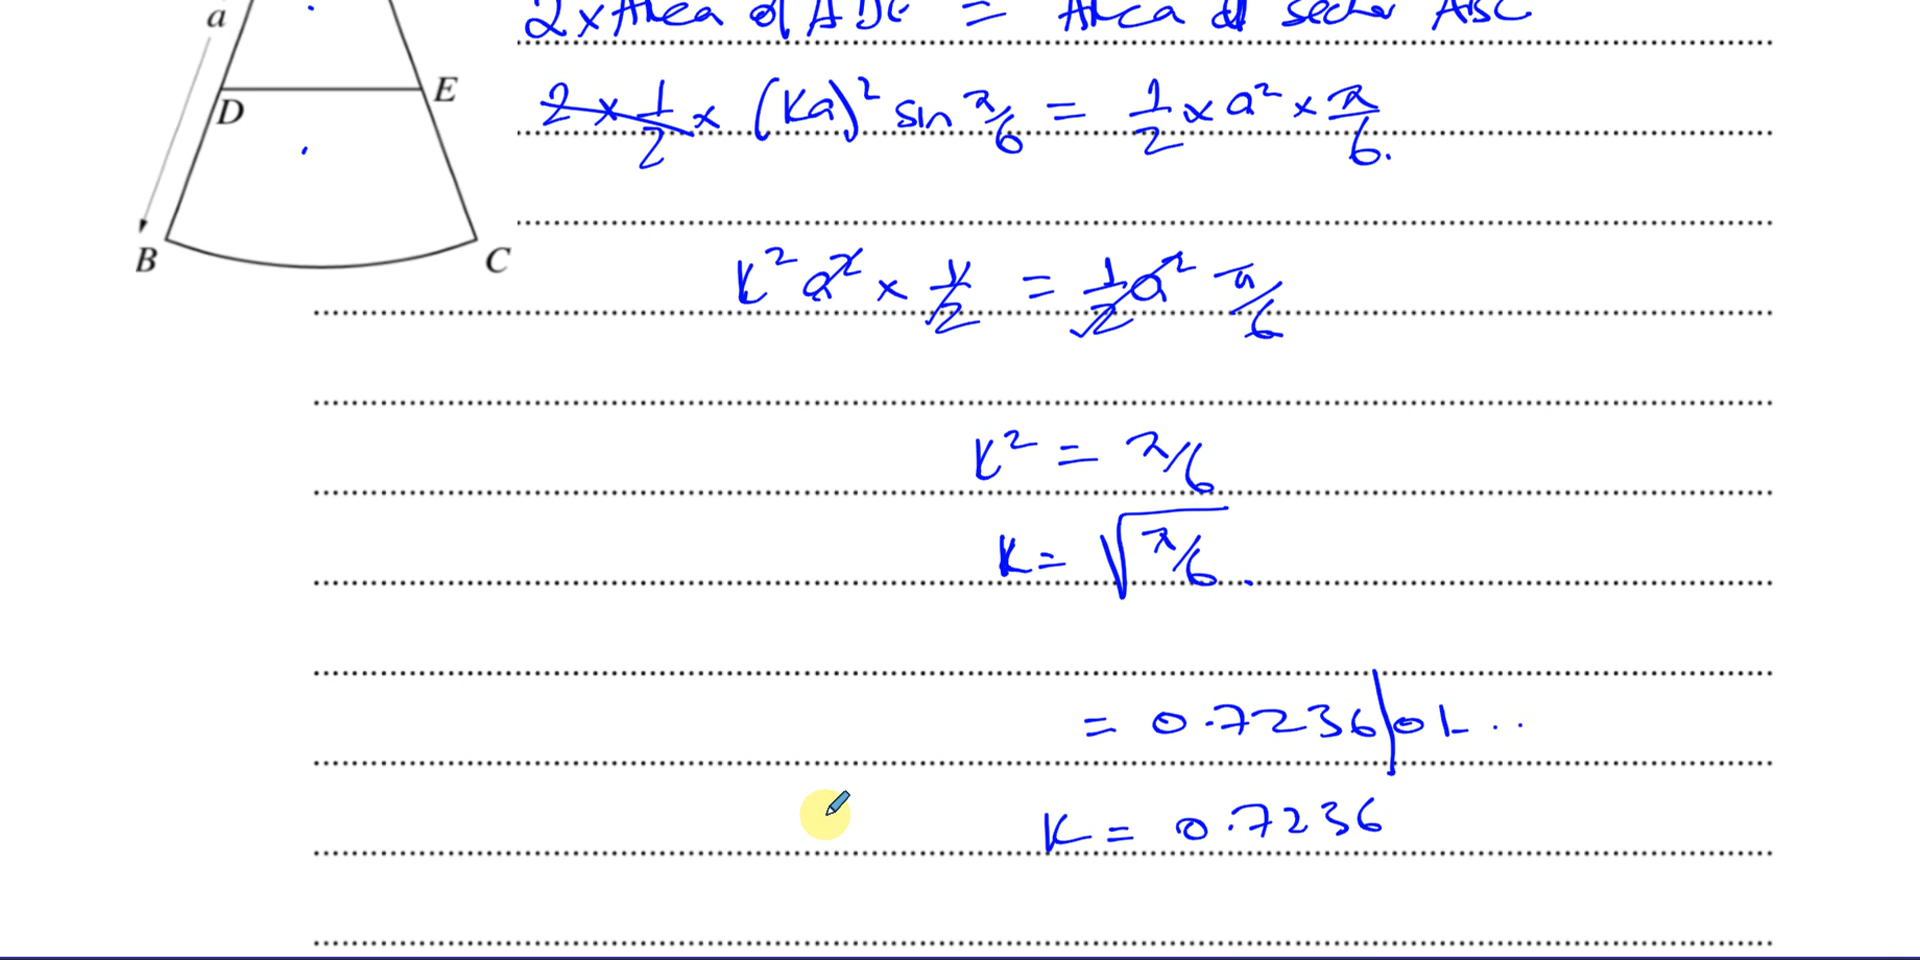 a
2 x Area of ADE = Area of sector ABC
D
E
2 × 1/2 × (Ka)² sin π/6 = 1/2 × a² × π/6.
B
C
k² a² × 1/2 = 1/2 a² π/6
k² = π/6
k = √π/6.
= 0.7236|01...
K = 0.7236